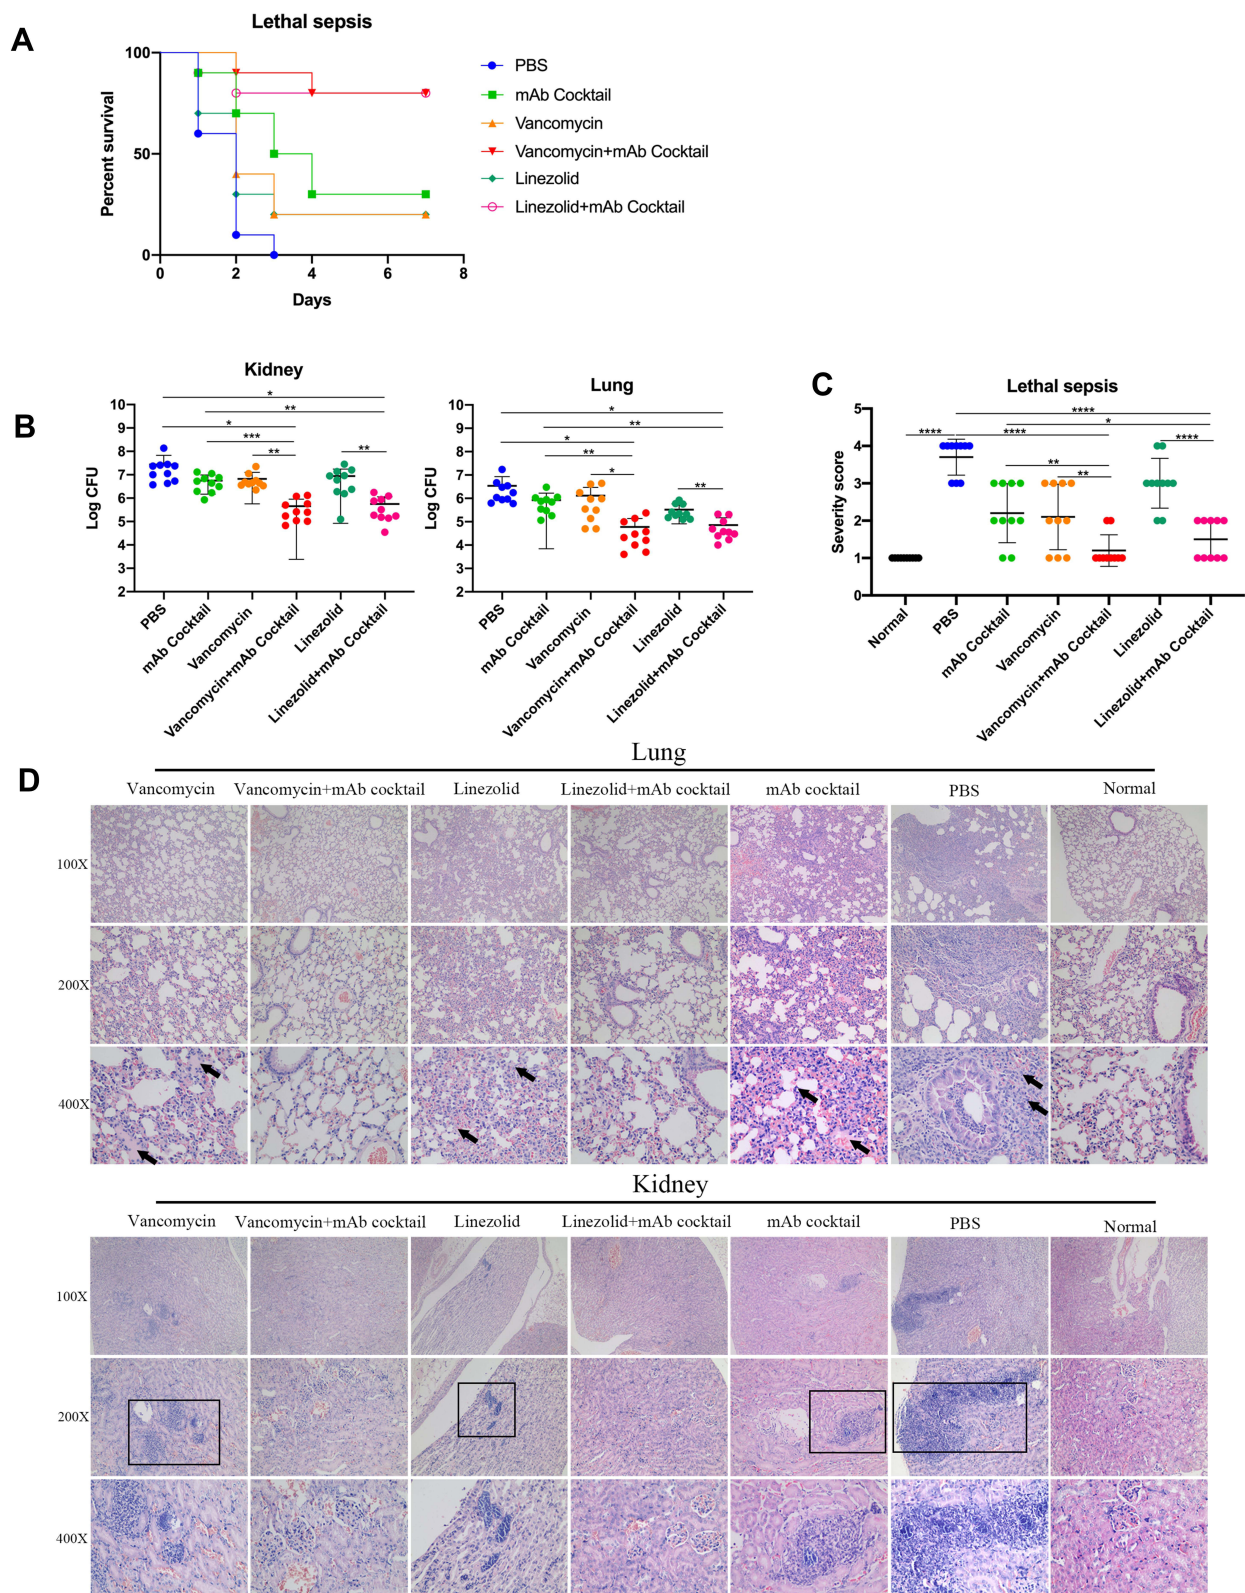 A
Lethal sepsis
Percent survival
100
50
0
0 2 4 6 8
Days
PBS
mAb Cocktail
Vancomycin
Vancomycin+mAb Cocktail
Linezolid
Linezolid+mAb Cocktail
B
Kidney
Log CFU
10
9
8
7
6
5
4
3
2
*
**
*
***
** **
PBS
mAb Cocktail
Vancomycin
Vancomycin+mAb Cocktail
Linezolid
Linezolid+mAb Cocktail
Lung
Log CFU
10
9
8
7
6
5
4
3
2
*
**
*
**
*
**
PBS
mAb Cocktail
Vancomycin
Vancomycin+mAb Cocktail
Linezolid
Linezolid+mAb Cocktail
C
Lethal sepsis
Severity score
5
4
3
2
1
0
****
*
**** **** ****
**
**
Normal
PBS
mAb Cocktail
Vancomycin
Vancomycin+mAb Cocktail
Linezolid
Linezolid+mAb Cocktail
D
Lung
Vancomycin Vancomycin+mAb cocktail Linezolid Linezolid+mAb cocktail mAb cocktail PBS Normal
100X
200X
400X
Kidney
Vancomycin Vancomycin+mAb cocktail Linezolid Linezolid+mAb cocktail mAb cocktail PBS Normal
100X
200X
400X